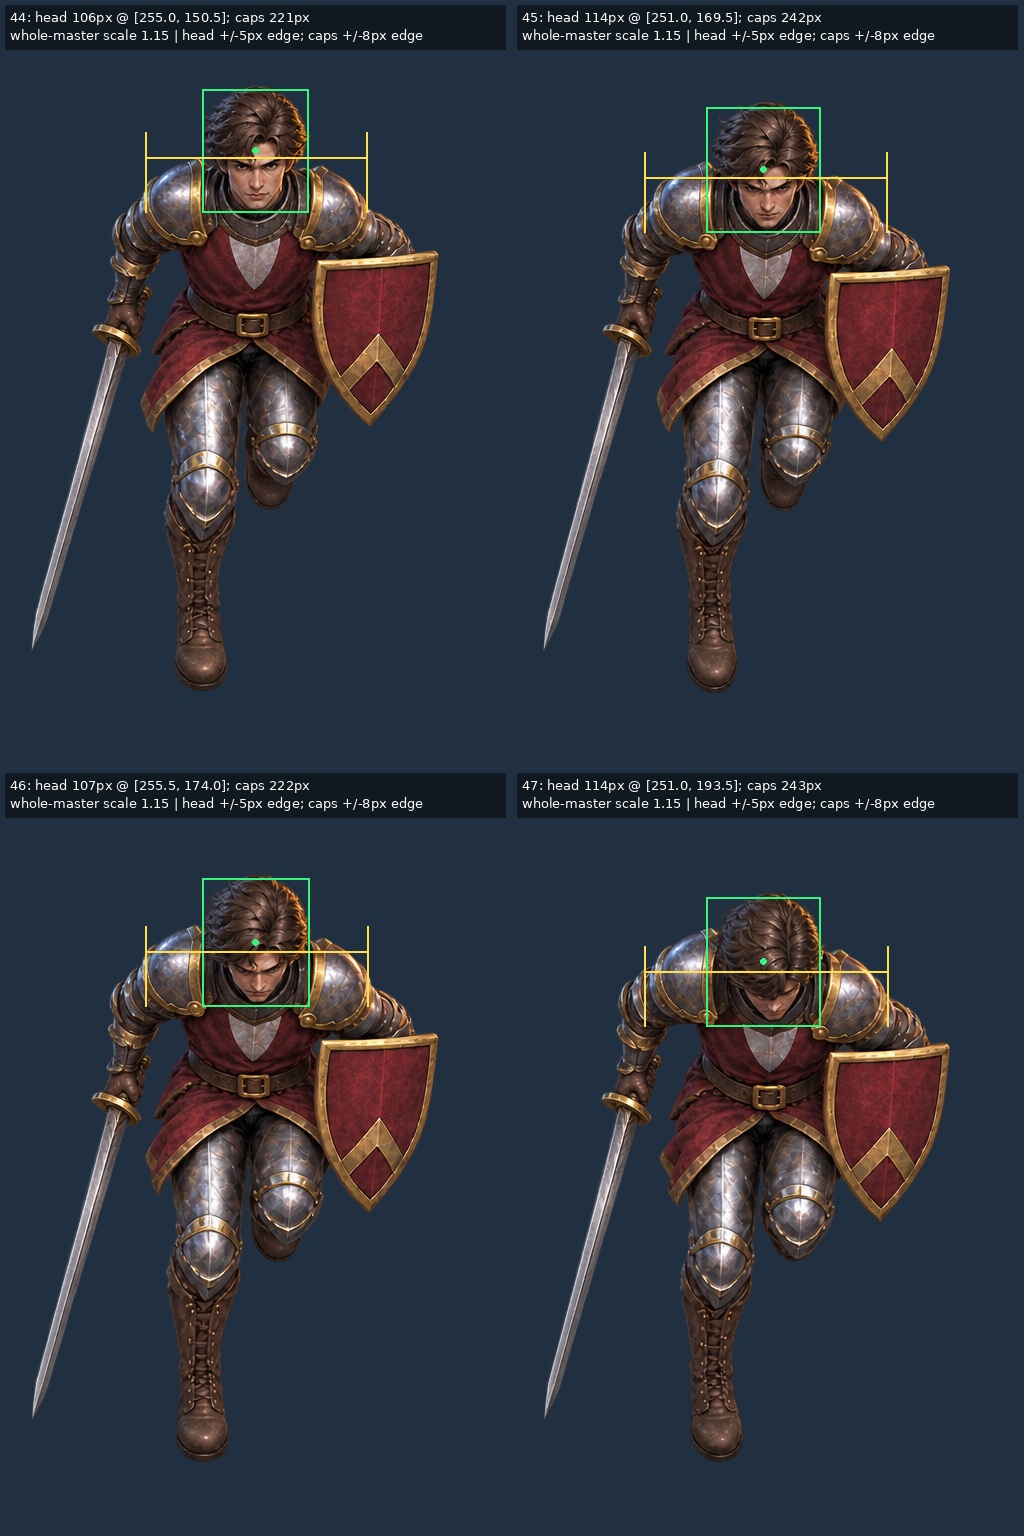 44: head 106px @ [255.0, 150.5]; caps 221px
whole-master scale 1.15 | head +/-5px edge; caps +/-8px edge
45: head 114px @ [251.0, 169.5]; caps 242px
whole-master scale 1.15 | head +/-5px edge; caps +/-8px edge
46: head 107px @ [255.5, 174.0]; caps 222px
whole-master scale 1.15 | head +/-5px edge; caps +/-8px edge
47: head 114px @ [251.0, 193.5]; caps 243px
whole-master scale 1.15 | head +/-5px edge; caps +/-8px edge